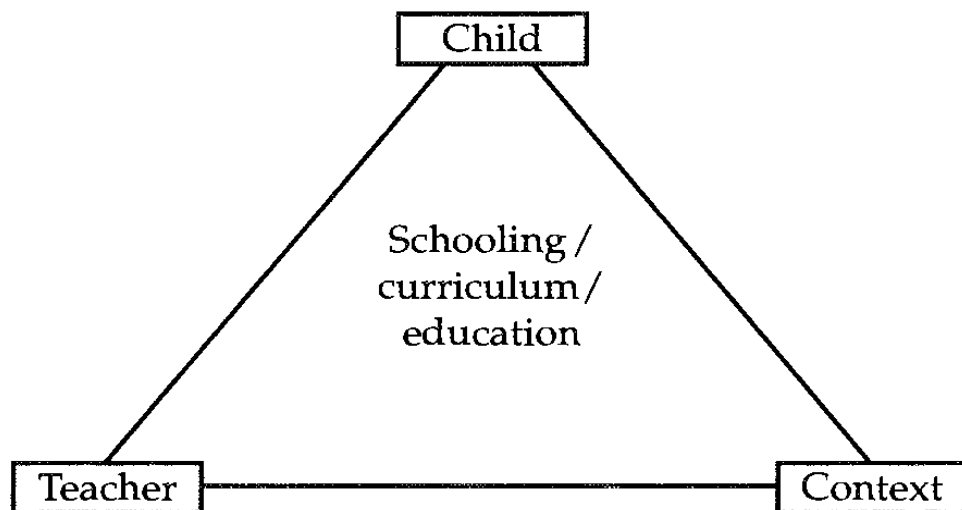 Child
Schooling /
curriculum/
education
Teacher
Context